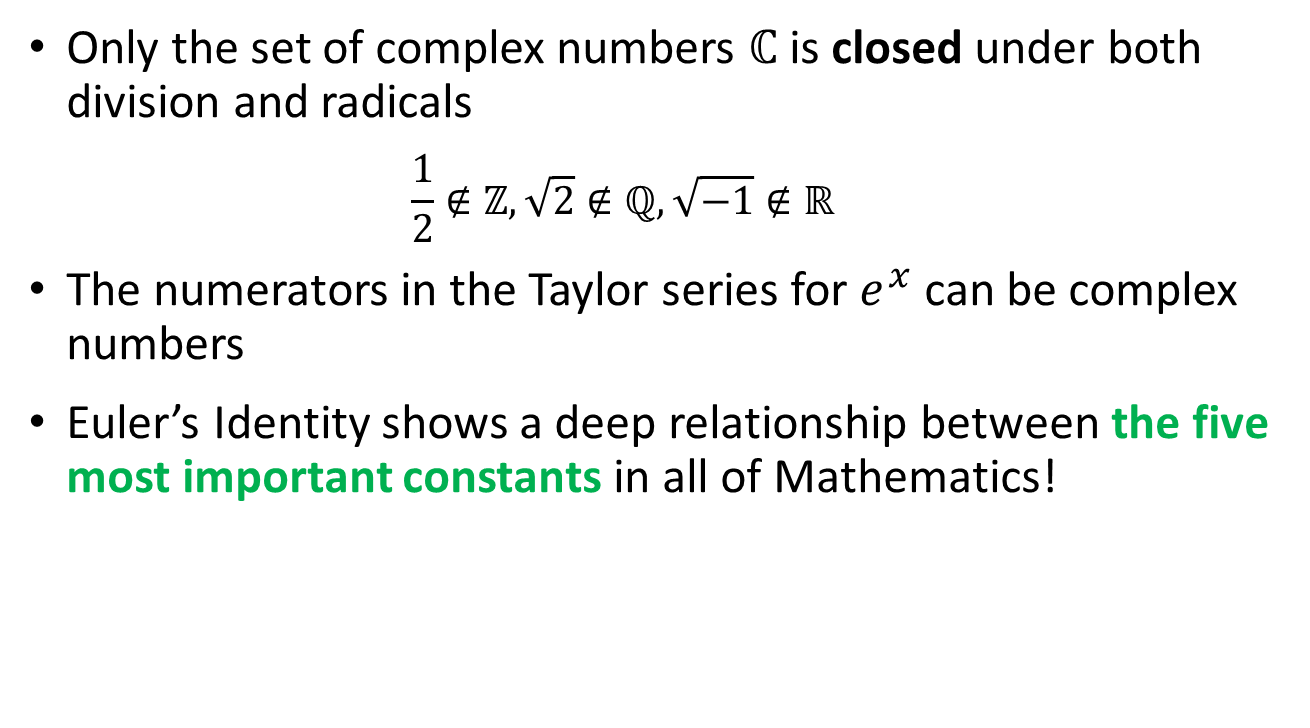 • Only the set of complex numbers ℂ is closed under both
division and radicals
1/2 ∉ ℤ, √2 ∉ ℚ, √−1 ∉ ℝ
• The numerators in the Taylor series for eˣ can be complex
numbers
• Euler’s Identity shows a deep relationship between the five
most important constants in all of Mathematics!